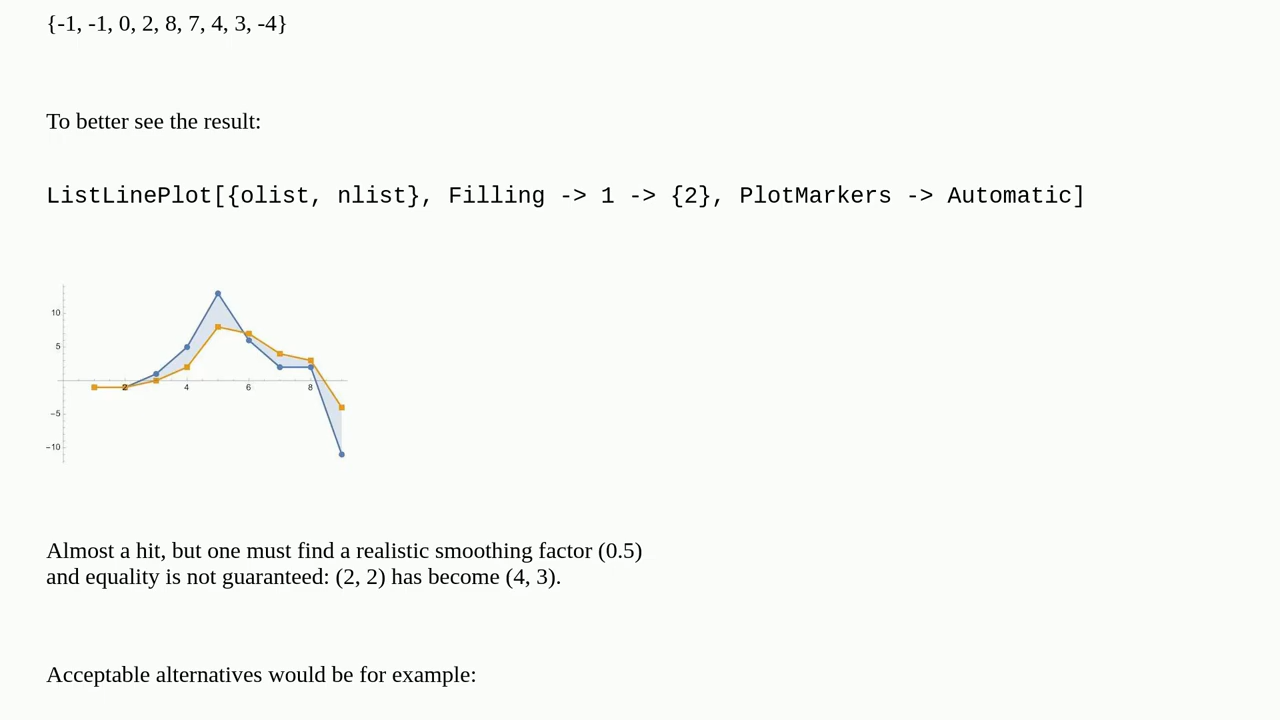 {-1, -1, 0, 2, 8, 7, 4, 3, -4}
To better see the result:
ListLinePlot[{olist, nlist}, Filling -> 1 -> {2}, PlotMarkers -> Automatic]
10
5
2 4 6 8
-5
-10
Almost a hit, but one must find a realistic smoothing factor (0.5)
and equality is not guaranteed: (2, 2) has become (4, 3).
Acceptable alternatives would be for example: